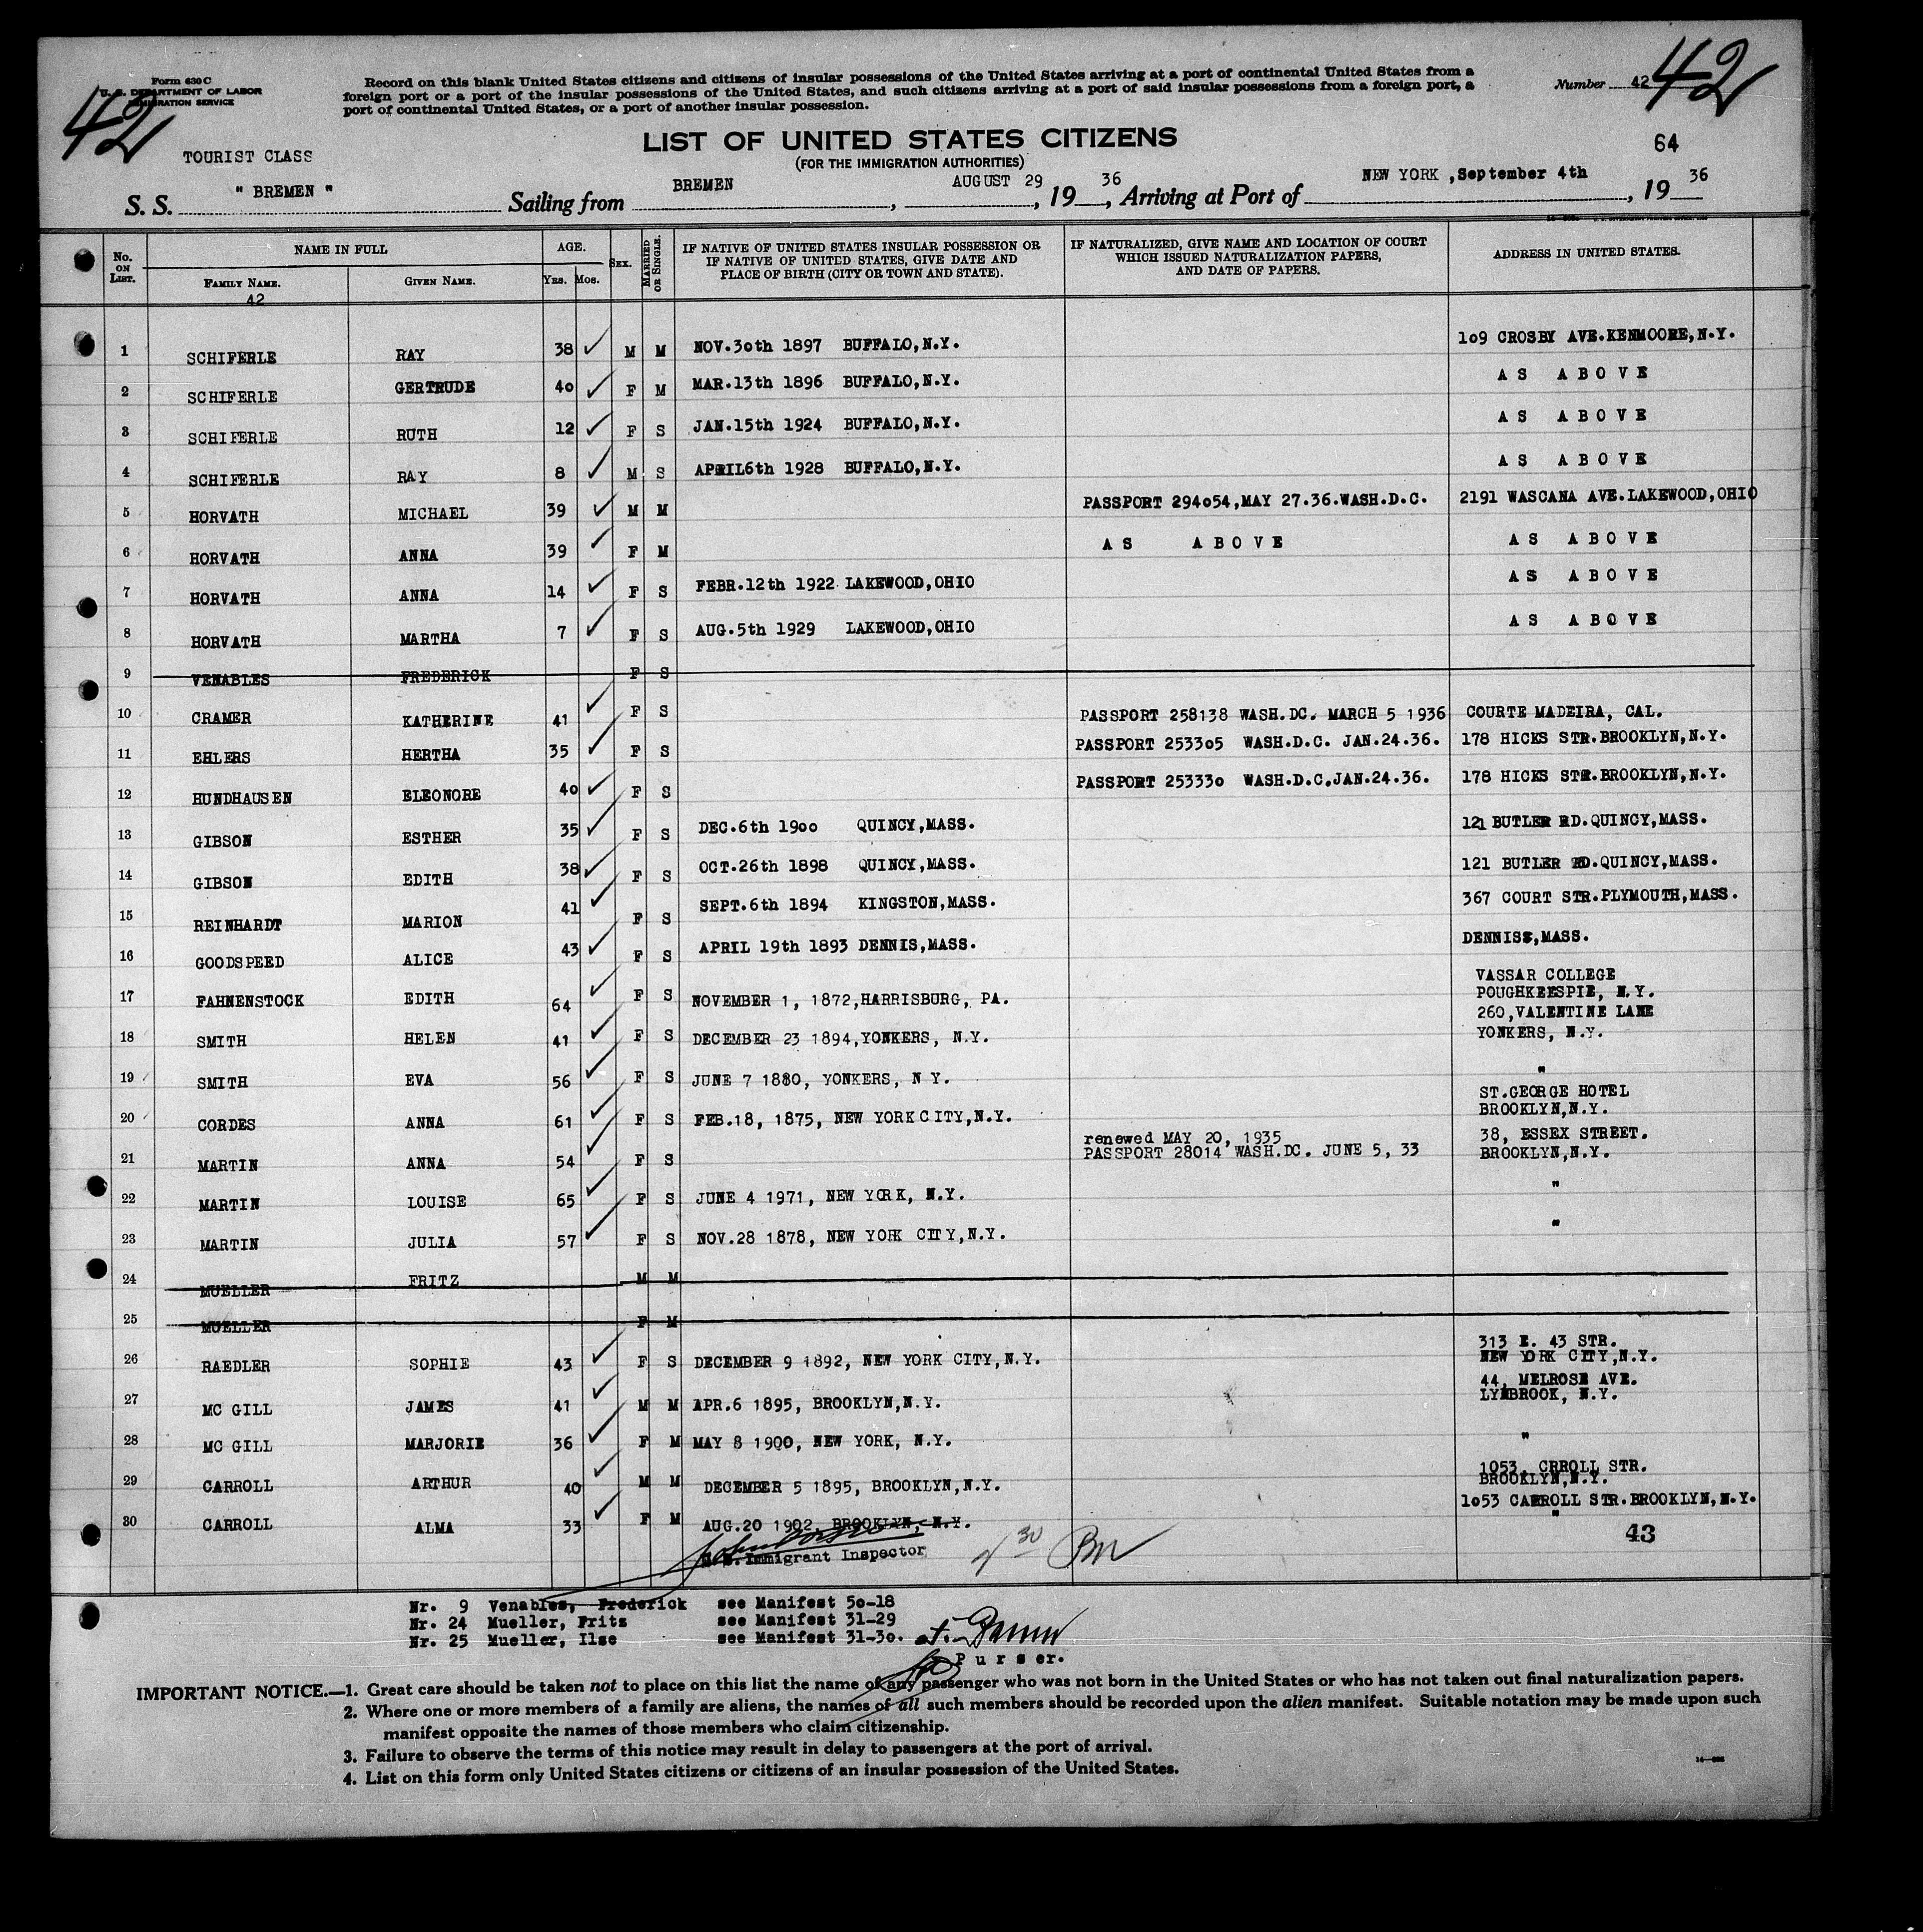 Form 630 C
U. S. DEPARTMENT OF LABOR
IMMIGRATION SERVICE
42
Record on this blank United States citizens and citizens of insular possessions of the United States arriving at a port of continental United States from a
foreign port or a port of the insular possessions of the United States, and such citizens arriving at a port of said insular possessions from a foreign port, a
port of continental United States, or a port of another insular possession.
Number 42
42
LIST OF UNITED STATES CITIZENS
(FOR THE IMMIGRATION AUTHORITIES)
64
TOURIST CLASS
S. S. " BREMEN " Sailing from BREMEN, AUGUST 29, 19 36, Arriving at Port of NEW YORK ,September 4th, 19 36
No. ON LIST. NAME IN FULL FAMILY NAME. GIVEN NAME. AGE. YRS. MOS. SEX. MARRIED OR SINGLE. IF NATIVE OF UNITED STATES INSULAR POSSESSION OR IF NATIVE OF UNITED STATES, GIVE DATE AND PLACE OF BIRTH (CITY OR TOWN AND STATE). IF NATURALIZED, GIVE NAME AND LOCATION OF COURT WHICH ISSUED NATURALIZATION PAPERS, AND DATE OF PAPERS. ADDRESS IN UNITED STATES.
42
1 SCHIFERLE RAY 38 ✓ M M NOV.30th 1897 BUFFALO,N.Y. 109 CROSBY AVE.KENMOORE,N.Y.
2 SCHIFERLE GERTRUDE 40 ✓ F M MAR.13th 1896 BUFFALO,N.Y. A S A B O V E
3 SCHIFERLE RUTH 12 ✓ F S JAN.15th 1924 BUFFALO,N.Y. A S A B O V E
4 SCHIFERLE RAY 8 ✓ M S APRIL6th 1928 BUFFALO,N.Y. A S A B O V E
5 HORVATH MICHAEL 39 ✓ M M PASSPORT 294054,MAY 27.36.WASH.D.C. 2191 WASCANA AVE.LAKEWOOD,OHIO
6 HORVATH ANNA 39 ✓ F M A S A B O V E A S A B O V E
7 HORVATH ANNA 14 ✓ F S FEBR.12th 1922 LAKEWOOD,OHIO A S A B O V E
8 HORVATH MARTHA 7 ✓ F S AUG.5th 1929 LAKEWOOD,OHIO A S A B O V E
9 VENABLES FREDERICK F S
10 CRAMER KATHERINE 41 ✓ F S PASSPORT 258138 WASH.DC. MARCH 5 1936 COURTE MADEIRA, CAL.
11 EHLERS HERTHA 35 ✓ F S PASSPORT 253305 WASH.D.C. JAN.24.36. 178 HICKS STR.BROOKLYN,N.Y.
12 HUNDHAUSEN ELEONORE 40 ✓ F S PASSPORT 253330 WASH.D.C.JAN.24.36. 178 HICKS STR.BROOKLYN,N.Y.
13 GIBSON ESTHER 35 ✓ F S DEC.6th 1900 QUINCY,MASS. 121 BUTLER RD.QUINCY,MASS.
14 GIBSON EDITH 38 ✓ F S OCT.26th 1898 QUINCY,MASS. 121 BUTLER RD.QUINCY,MASS.
15 REINHARDT MARION 41 ✓ F S SEPT.6th 1894 KINGSTON,MASS. 367 COURT STR.PLYMOUTH,MASS.
16 GOODSPEED ALICE 43 ✓ F S APRIL 19th 1893 DENNIS,MASS. DENNIS,MASS.
17 FAHNENSTOCK EDITH 64 ✓ F S NOVEMBER 1, 1872,HARRISBURG, PA. VASSAR COLLEGE
POUGHKEESPIE, N.Y.
18 SMITH HELEN 41 ✓ F S DECEMBER 23 1894,YONKERS, N.Y. 260,VALENTINE LANE
YONKERS, N.Y.
19 SMITH EVA 56 ✓ F S JUNE 7 1880, YONKERS, N Y. "
20 CORDES ANNA 61 ✓ F S FEB.18, 1875, NEW YORK CITY,N.Y. ST.GEORGE HOTEL
BROOKLYN,N.Y.
renewed MAY 20, 1935 38, ESSEX STREET.
21 MARTIN ANNA 54 ✓ F S PASSPORT 28014 WASH.DC. JUNE 5, 33 BROOKLYN,N.Y.
22 MARTIN LOUISE 65 ✓ F S JUNE 4 1971, NEW YORK, N.Y. "
23 MARTIN JULIA 57 ✓ F S NOV.28 1878, NEW YORK CITY,N.Y. "
24 MUELLER FRITZ M M
25 MUELLER F M
26 RAEDLER SOPHIE 43 ✓ F S DECEMBER 9 1892, NEW YORK CITY,N.Y. 313 E. 43 STR.
NEW YORK CITY,N.Y.
27 MC GILL JAMES 41 ✓ M M APR.6 1895, BROOKLYN,N.Y. 44, MELROSE AVE.
LYNBROOK, N.Y.
28 MC GILL MARJORIE 36 ✓ F M MAY 8 1900, NEW YORK, N.Y. "
29 CARROLL ARTHUR 40 ✓ M M DECEMBER 5 1895, BROOKLYN,N.Y. 1053, CRROLL STR.
BROOKLYN,N.Y.
1053 CARROLL STR.BROOKLYN,N.Y.
30 CARROLL ALMA 33 ✓ F M AUG.20 1902, BROOKLYN, N.Y. "
43
U.S. Immigrant Inspector
30
Nr. 9 Venables, Frederick see Manifest 50-18
Nr. 24 Mueller, Fritz see Manifest 31-29
Nr. 25 Mueller, Ilse see Manifest 31-30.
P u r s er.
IMPORTANT NOTICE.—1. Great care should be taken not to place on this list the name of any passenger who was not born in the United States or who has not taken out final naturalization papers.
2. Where one or more members of a family are aliens, the names of all such members should be recorded upon the alien manifest. Suitable notation may be made upon such
manifest opposite the names of those members who claim citizenship.
3. Failure to observe the terms of this notice may result in delay to passengers at the port of arrival.
4. List on this form only United States citizens or citizens of an insular possession of the United States.